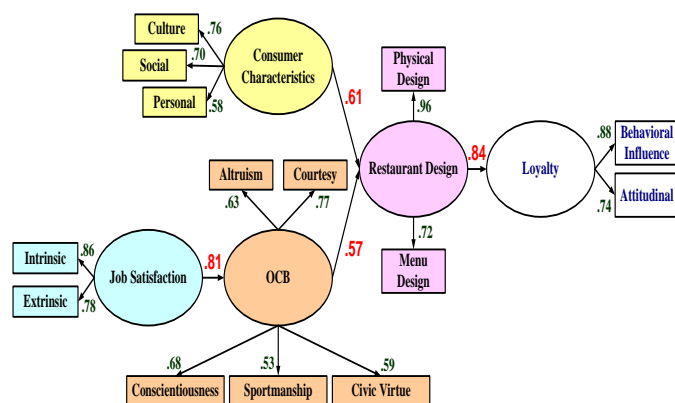 Culture
.76
Social
.70
Personal
.58
Consumer
Characteristics
.61
Physical
Design
.96
Restaurant Design
.84
Loyalty
.88
Behavioral
Influence
.74
Attitudinal
.72
Menu
Design
Altruism
.63
Courtesy
.77
.57
Intrinsic
.86
Extrinsic
.78
Job Satisfaction
.81
OCB
.68
.53
.59
Conscientiousness
Sportmanship
Civic Virtue